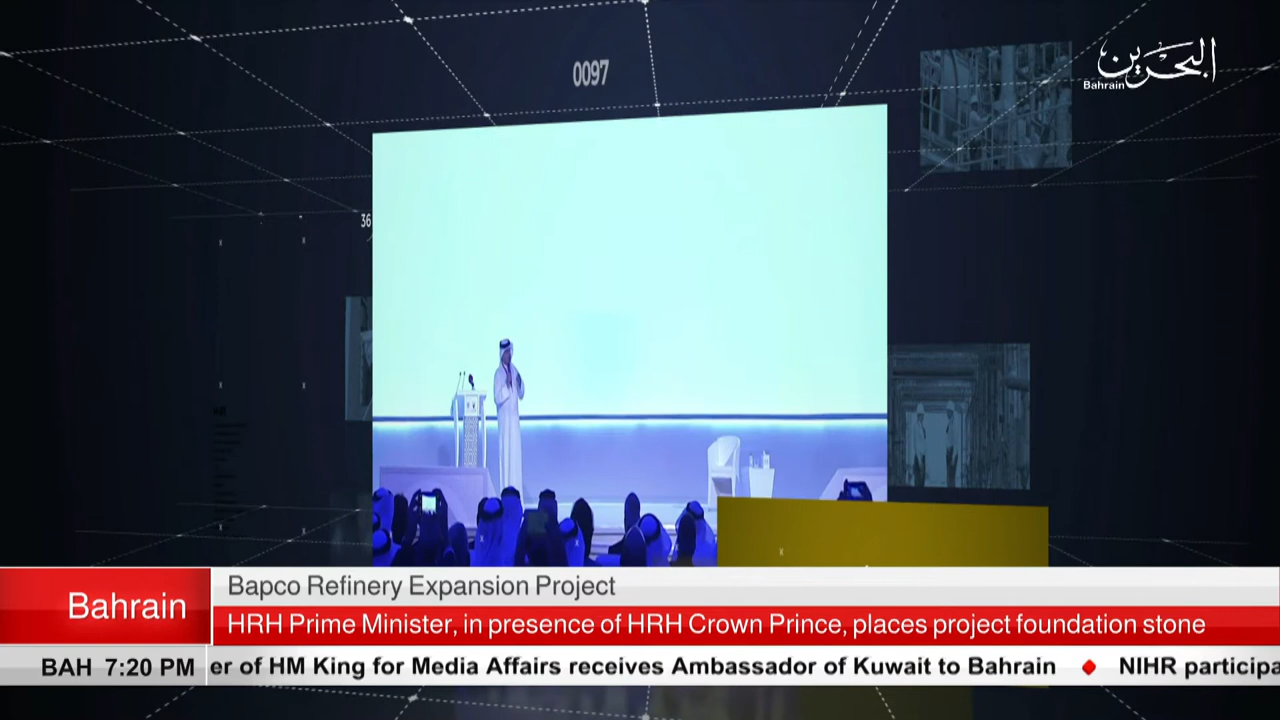 0097
البحرين
Bahrain
36
Bapco Refinery Expansion Project
Bahrain
HRH Prime Minister, in presence of HRH Crown Prince, places project foundation stone
BAH 7:20 PM
er of HM King for Media Affairs receives Ambassador of Kuwait to Bahrain
NIHR participa